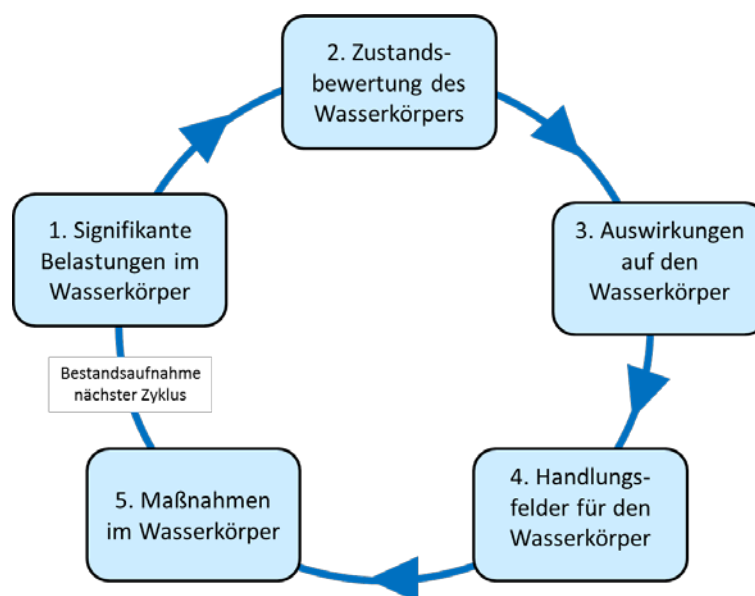 2. Zustands-
bewertung des
Wasserkörpers
1. Signifikante
Belastungen im
Wasserkörper
3. Auswirkungen
auf den
Wasserkörper
Bestandsaufnahme
nächster Zyklus
5. Maßnahmen
im Wasserkörper
4. Handlungs-
felder für den
Wasserkörper